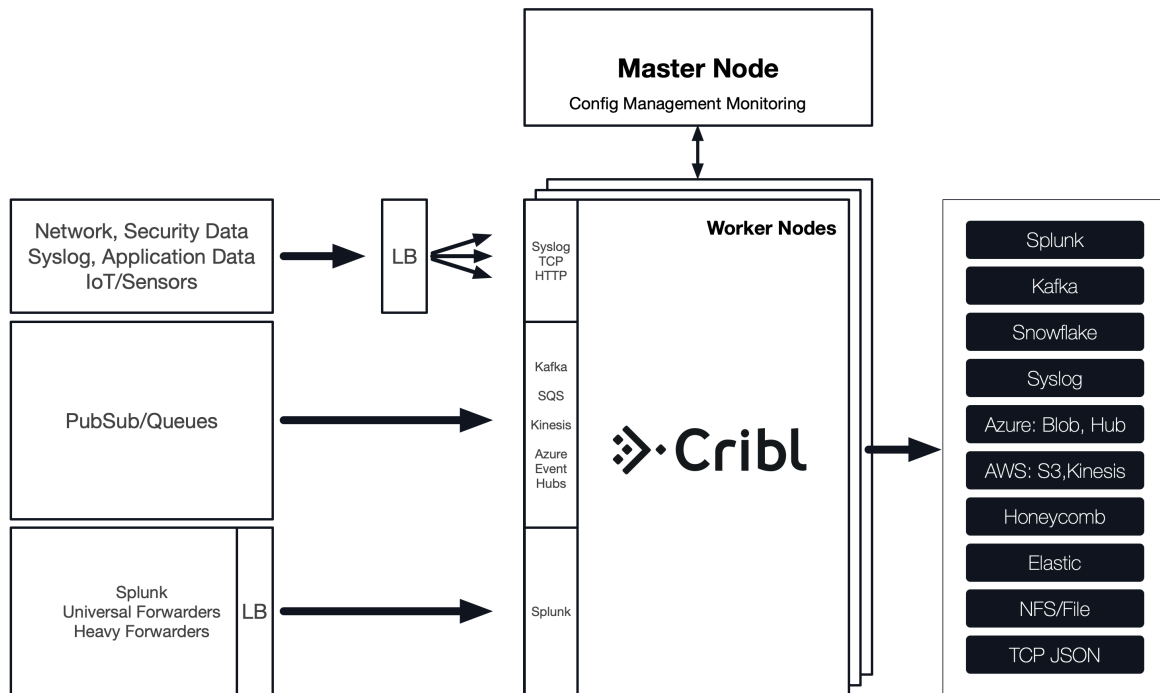 Master Node
Config Management Monitoring
Network, Security Data
Syslog, Application Data
IoT/Sensors
LB
Syslog
TCP
HTTP
Worker Nodes
PubSub/Queues
Kafka
SQS
Kinesis
Azure
Event
Hubs
Cribl
Splunk
Universal Forwarders
Heavy Forwarders
LB
Splunk
Splunk
Kafka
Snowflake
Syslog
Azure: Blob, Hub
AWS: S3,Kinesis
Honeycomb
Elastic
NFS/File
TCP JSON